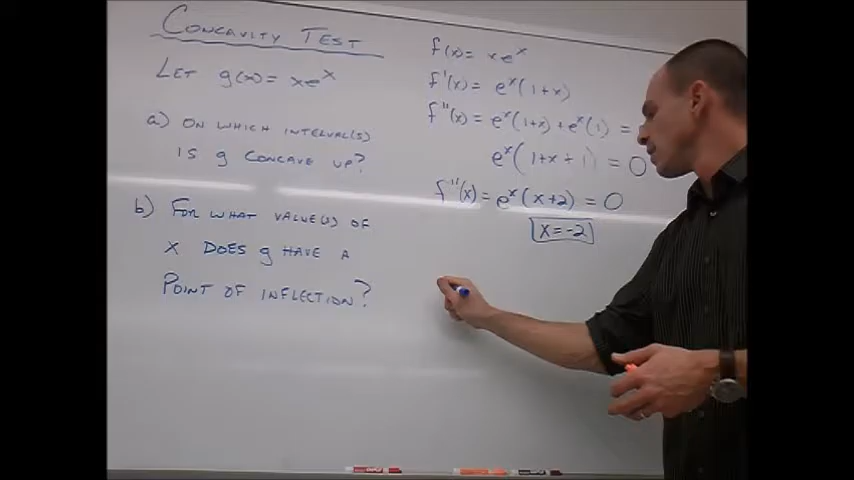 CONCAVITY TEST
LET g(x) = xe^x
a) ON WHICH INTERVAL(S)
IS g CONCAVE UP?
b) FOR WHAT VALUE(S) OF
X DOES g HAVE A
POINT OF INFLECTION?
f(x) = xe^x
f'(x) = e^x(1+x)
f''(x) = e^x(1+x) + e^x(1) =
e^x(1+x+1) = 0
f''(x) = e^x(x+2) = 0
x = -2